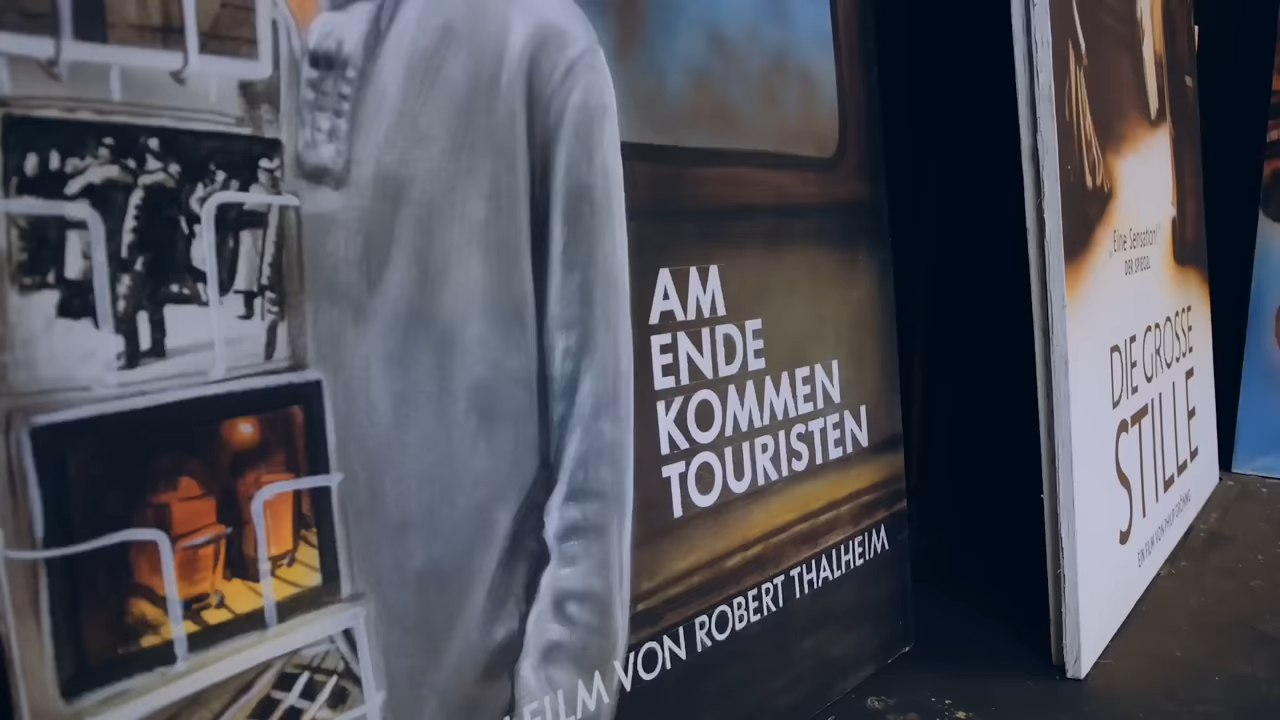 AM
ENDE
KOMMEN
TOURISTEN
FILM VON ROBERT THALHEIM
„Eine Sensation!“
DER SPIEGEL
DIE GROSSE
STILLE
EIN FILM VON PHILIP GRÖNING